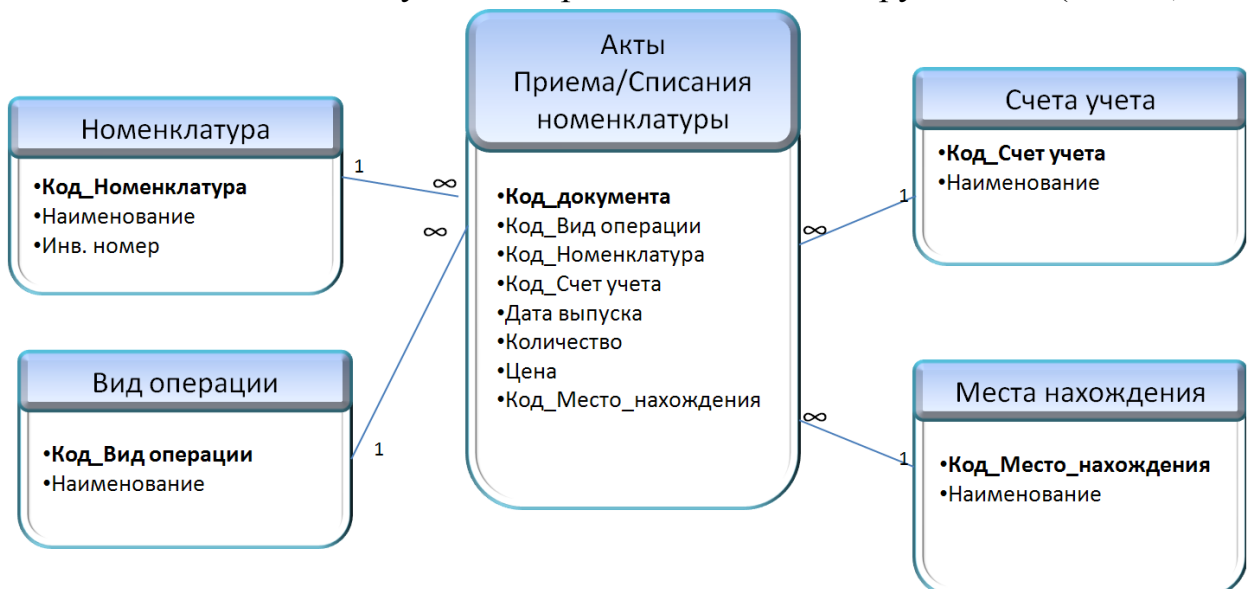 Акты
Приема/Списания
номенклатуры
Номенклатура
Счета учета
•Код_Номенклатура
•Наименование
•Инв. номер
1
∞
∞
•Код_документа
•Код_Вид операции
•Код_Номенклатура
•Код_Счет учета
•Дата выпуска
•Количество
•Цена
•Код_Место_нахождения
•Код_Счет учета
•Наименование
1
∞
Вид операции
•Код_Вид операции
•Наименование
1
Места нахождения
∞
1
•Код_Место_нахождения
•Наименование